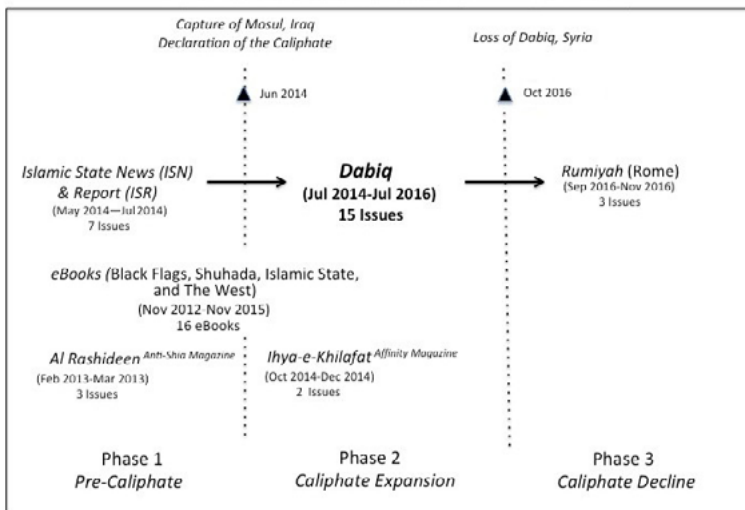 Capture of Mosul, Iraq
Declaration of the Caliphate
Loss of Dabiq, Syria
Jun 2014
Oct 2016
Islamic State News (ISN)
& Report (ISR)
(May 2014—Jul 2014)
7 Issues
Dabiq
(Jul 2014-Jul 2016)
15 Issues
Rumiyah (Rome)
(Sep 2016-Nov 2016)
3 Issues
eBooks (Black Flags, Shuhada, Islamic State,
and The West)
(Nov 2012-Nov 2015)
16 eBooks
Al Rashideen Anti-Shia Magazine
(Feb 2013-Mar 2013)
3 Issues
Ihya-e-Khilafat Affinity Magazine
(Oct 2014-Dec 2014)
2 Issues
Phase 1
Pre-Caliphate
Phase 2
Caliphate Expansion
Phase 3
Caliphate Decline